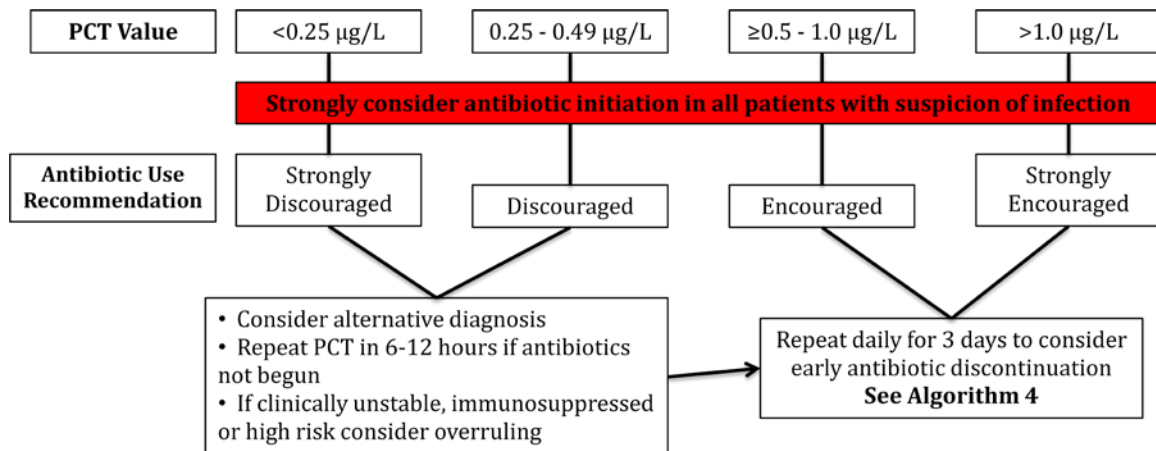 PCT Value
<0.25 µg/L
0.25 - 0.49 µg/L
≥0.5 - 1.0 µg/L
>1.0 µg/L
Strongly consider antibiotic initiation in all patients with suspicion of infection
Antibiotic Use
Recommendation
Strongly
Discouraged
Discouraged
Encouraged
Strongly
Encouraged
• Consider alternative diagnosis
• Repeat PCT in 6-12 hours if antibiotics
not begun
• If clinically unstable, immunosuppressed
or high risk consider overruling
Repeat daily for 3 days to consider
early antibiotic discontinuation
See Algorithm 4